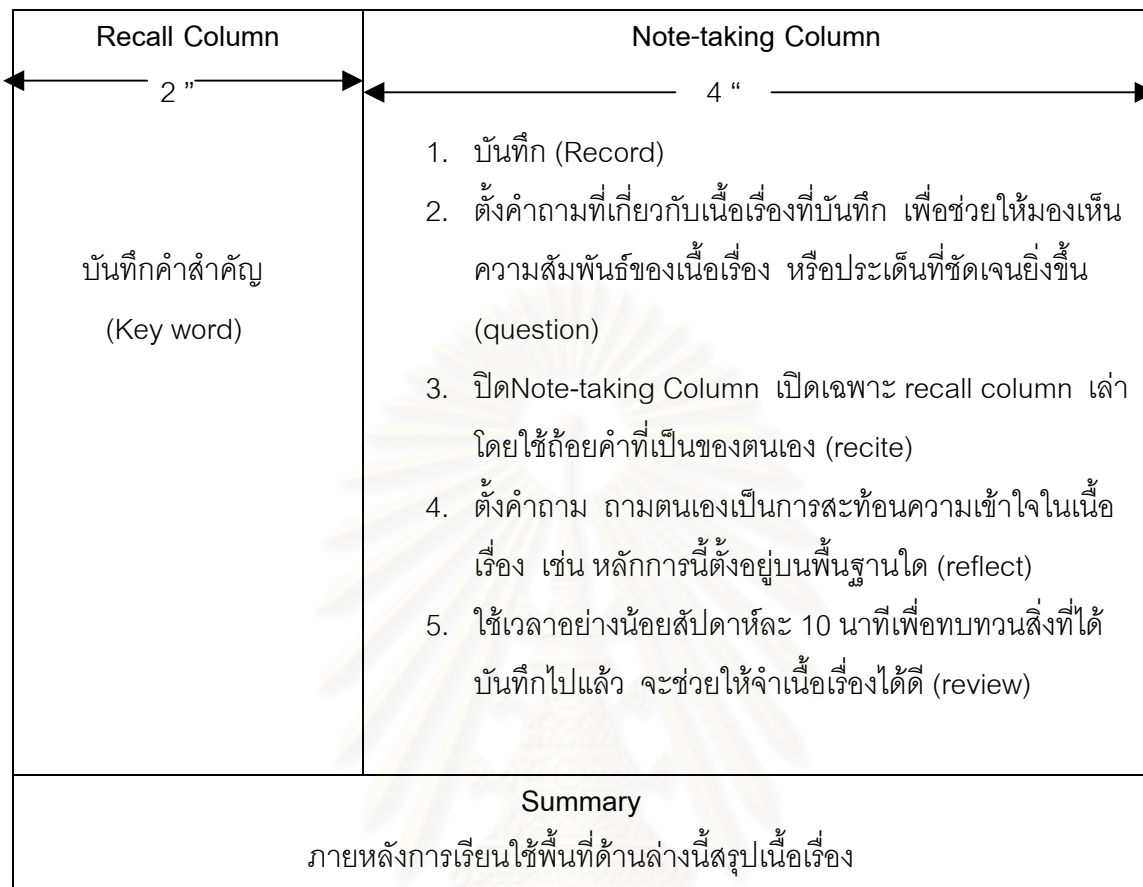 Recall Column
2 ”
บันทึกคำสำคัญ
(Key word)
Note-taking Column
4 “
1. บันทึก (Record)
2. ตั้งคำถามที่เกี่ยวกับเนื้อเรื่องที่บันทึก เพื่อช่วยให้มองเห็น
ความสัมพันธ์ของเนื้อเรื่อง หรือประเด็นที่ชัดเจนยิ่งขึ้น
(question)
3. ปิดNote-taking Column เปิดเฉพาะ recall column เล่า
โดยใช้ถ้อยคำที่เป็นของตนเอง (recite)
4. ตั้งคำถาม ถามตนเองเป็นการสะท้อนความเข้าใจในเนื้อ
เรื่อง เช่น หลักการนี้ตั้งอยู่บนพื้นฐานใด (reflect)
5. ใช้เวลาอย่างน้อยสัปดาห์ละ 10 นาทีเพื่อทบทวนสิ่งที่ได้
บันทึกไปแล้ว จะช่วยให้จำเนื้อเรื่องได้ดี (review)
Summary
ภายหลังการเรียนใช้พื้นที่ด้านล่างนี้สรุปเนื้อเรื่อง